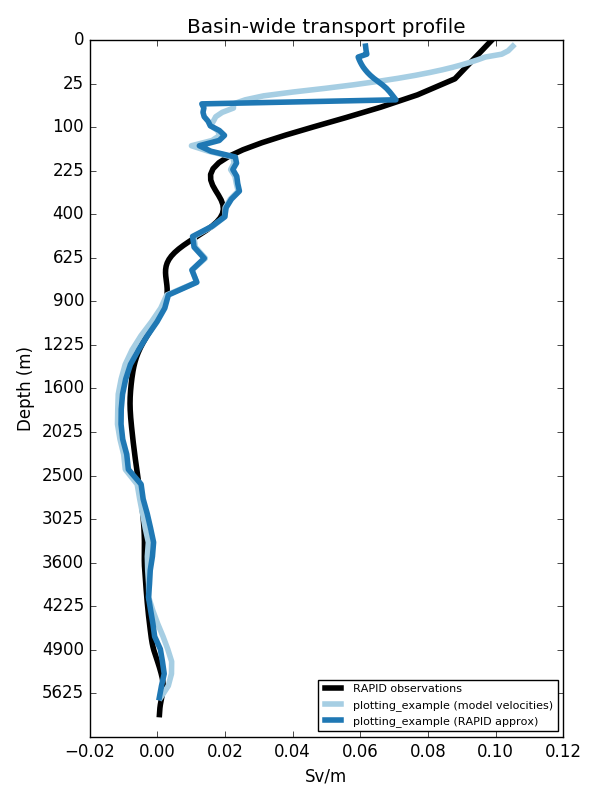 Basin-wide transport profile
0
25
100
225
400
625
900
1225
1600
2025
2500
3025
3600
4225
4900
5625
Depth (m)
RAPID observations
plotting_example (model velocities)
plotting_example (RAPID approx)
−0.02 0.00 0.02 0.04 0.06 0.08 0.10 0.12
Sv/m